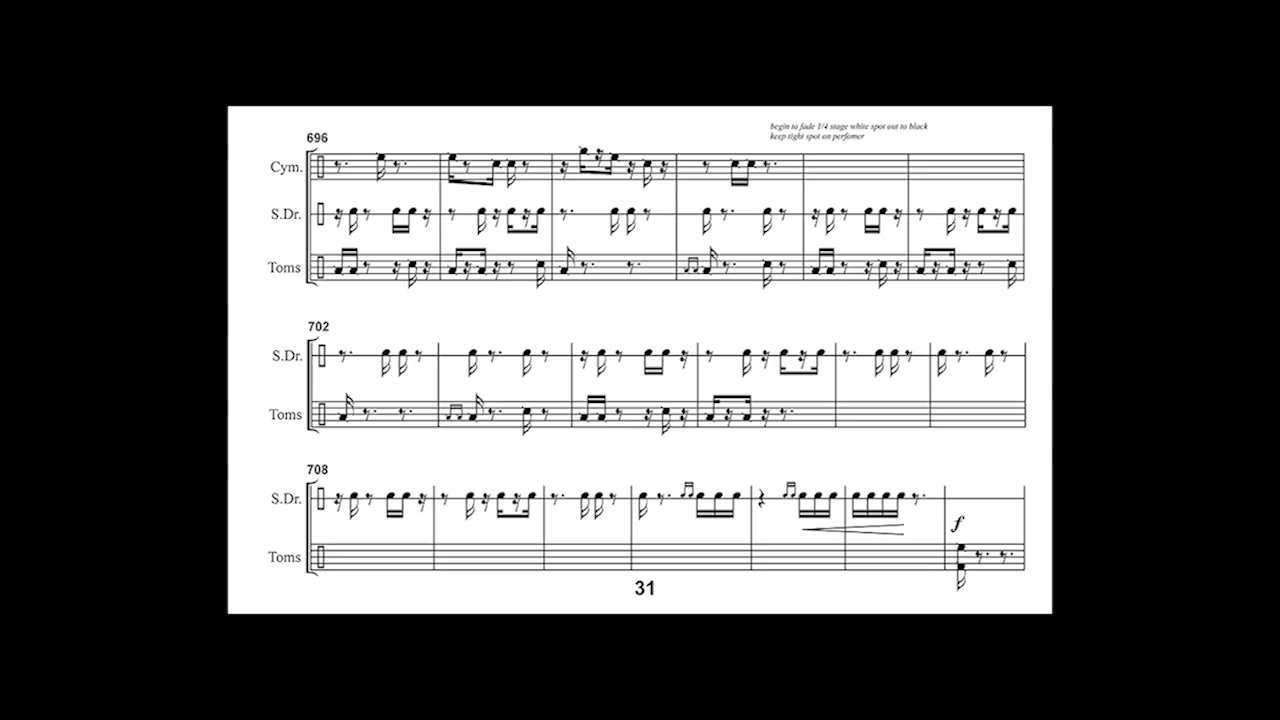 begin to fade 1/4 stage white spot out to black
keep tight spot on perfomer
696
Cym.
S.Dr.
Toms
702
S.Dr.
Toms
708
S.Dr.
f
Toms
31